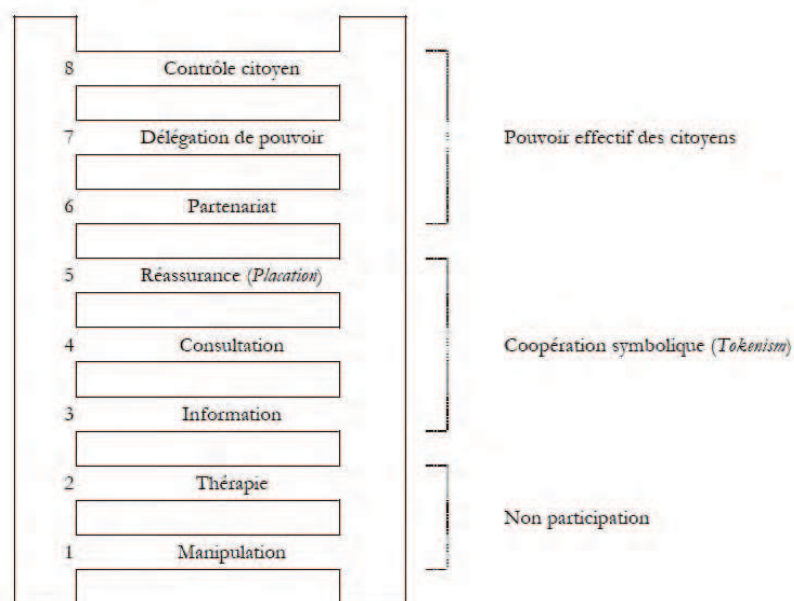 8 Contrôle citoyen
7 Délégation de pouvoir
Pouvoir effectif des citoyens
6 Partenariat
5 Réassurance (Placation)
4 Consultation
Coopération symbolique (Tokenism)
3 Information
2 Thérapie
Non participation
1 Manipulation